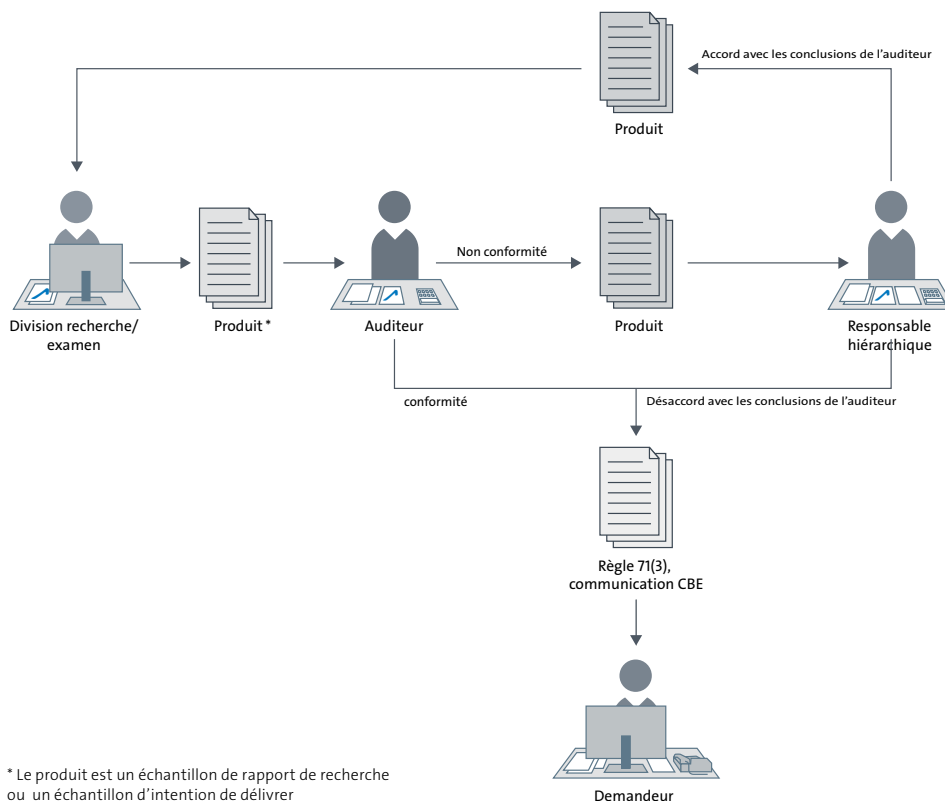 Accord avec les conclusions de l'auditeur
Produit
Non conformité
Division recherche/
examen
Produit *
Auditeur
Produit
Responsable
hiérarchique
conformité
Désaccord avec les conclusions de l'auditeur
Règle 71(3),
communication CBE
* Le produit est un échantillon de rapport de recherche
ou un échantillon d'intention de délivrer
Demandeur